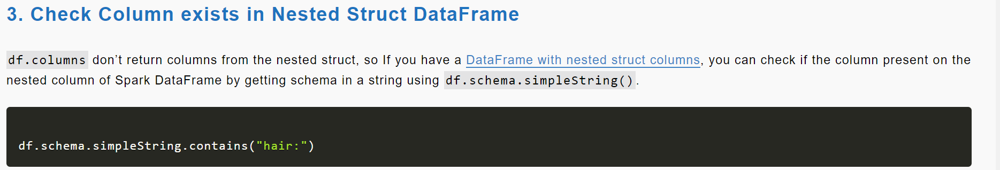 3. Check Column exists in Nested Struct DataFrame
df.columns don’t return columns from the nested struct, so If you have a DataFrame with nested struct columns, you can check if the column present on the
nested column of Spark DataFrame by getting schema in a string using df.schema.simpleString().
df.schema.simpleString.contains("hair:")